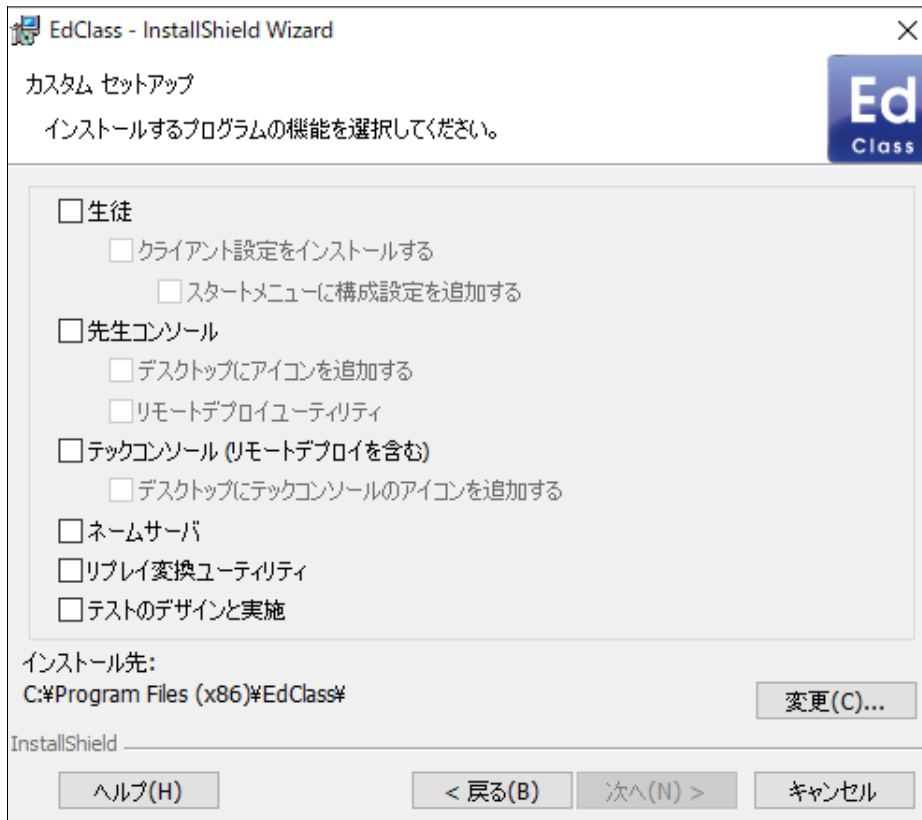 EdClass - InstallShield Wizard
カスタム セットアップ
インストールするプログラムの機能を選択してください。
Ed
Class
生徒
クライアント設定をインストールする
スタートメニューに構成設定を追加する
先生コンソール
デスクトップにアイコンを追加する
リモートデプロイユーティリティ
テックコンソール (リモートデプロイを含む)
デスクトップにテックコンソールのアイコンを追加する
ネームサーバ
リプレイ変換ユーティリティ
テストのデザインと実施
インストール先:
C:¥Program Files (x86)¥EdClass¥
変更(C)...
InstallShield
ヘルプ(H) < 戻る(B) 次へ(N) > キャンセル